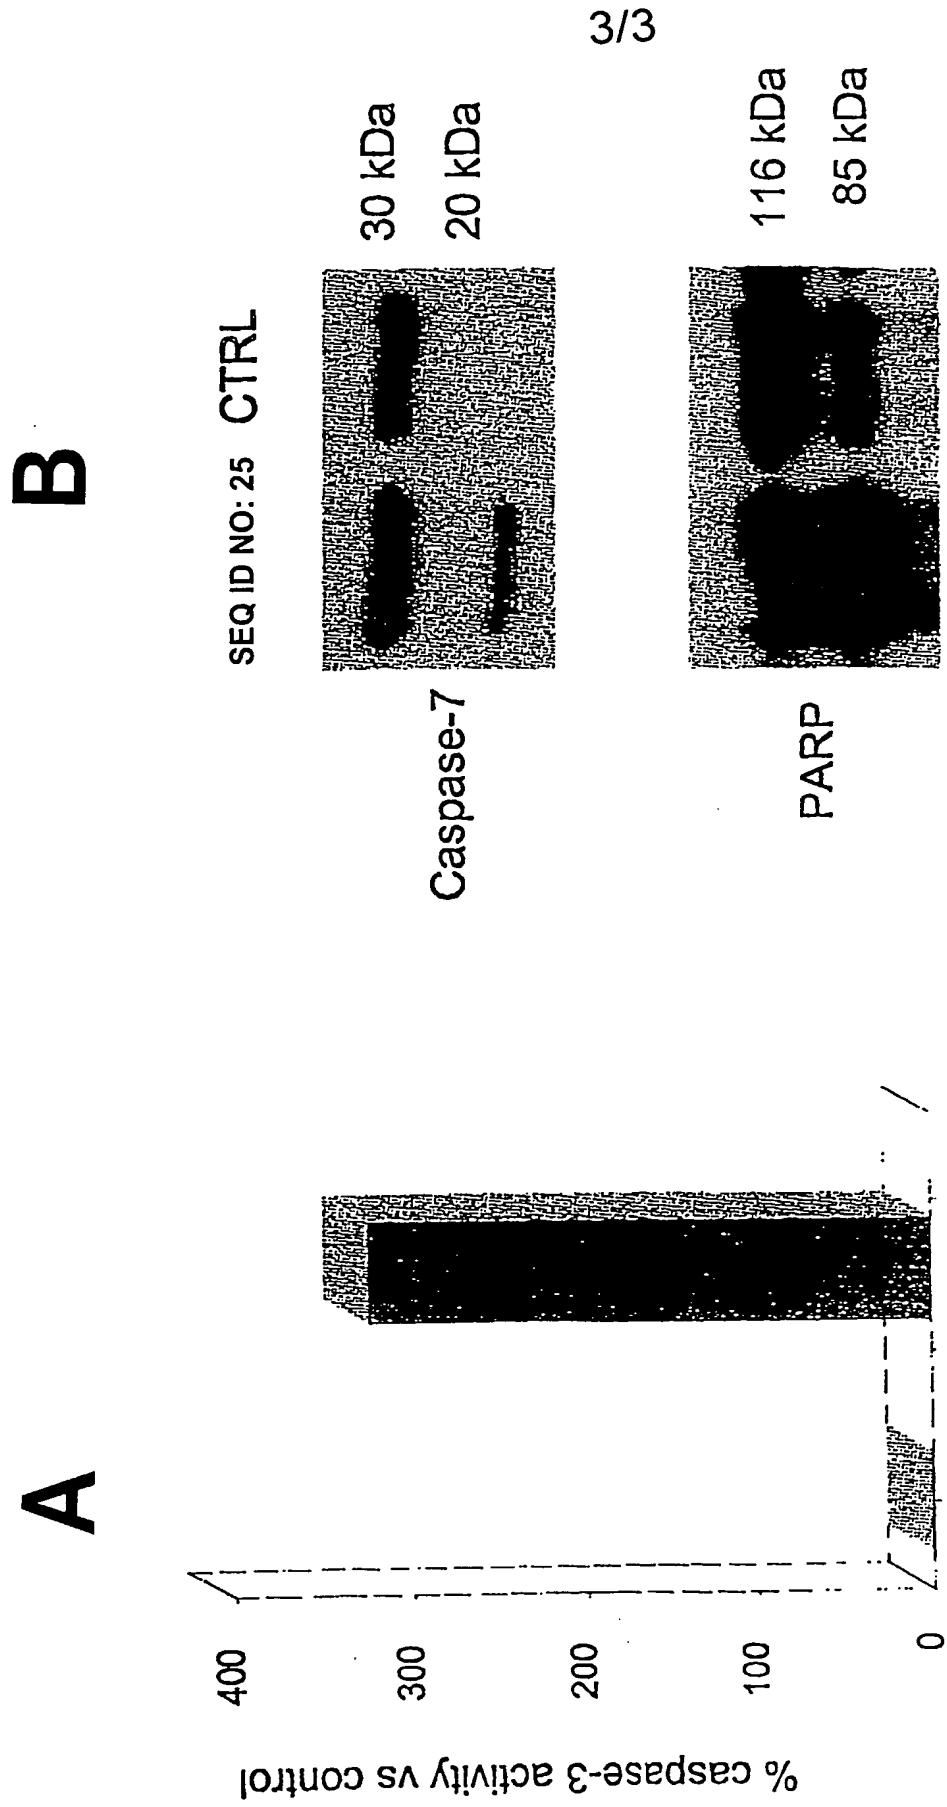 3/3
A
% caspase-3 activity vs control
400
300
200
100
0
B
SEQ ID NO: 25 CTRL
Caspase-7
30 kDa
20 kDa
PARP
116 kDa
85 kDa